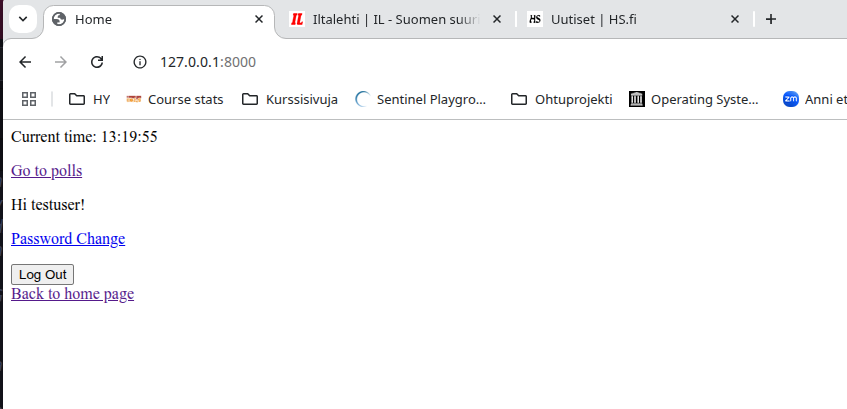 Home
IL Iltalehti | IL - Suomen suuri
HS Uutiset | HS.fi
127.0.0.1:8000
HY
Course stats
Kurssisivuja
Sentinel Playgro...
Ohtuprojekti
Operating Syste...
zm Anni et
Current time: 13:19:55
Go to polls
Hi testuser!
Password Change
Log Out
Back to home page